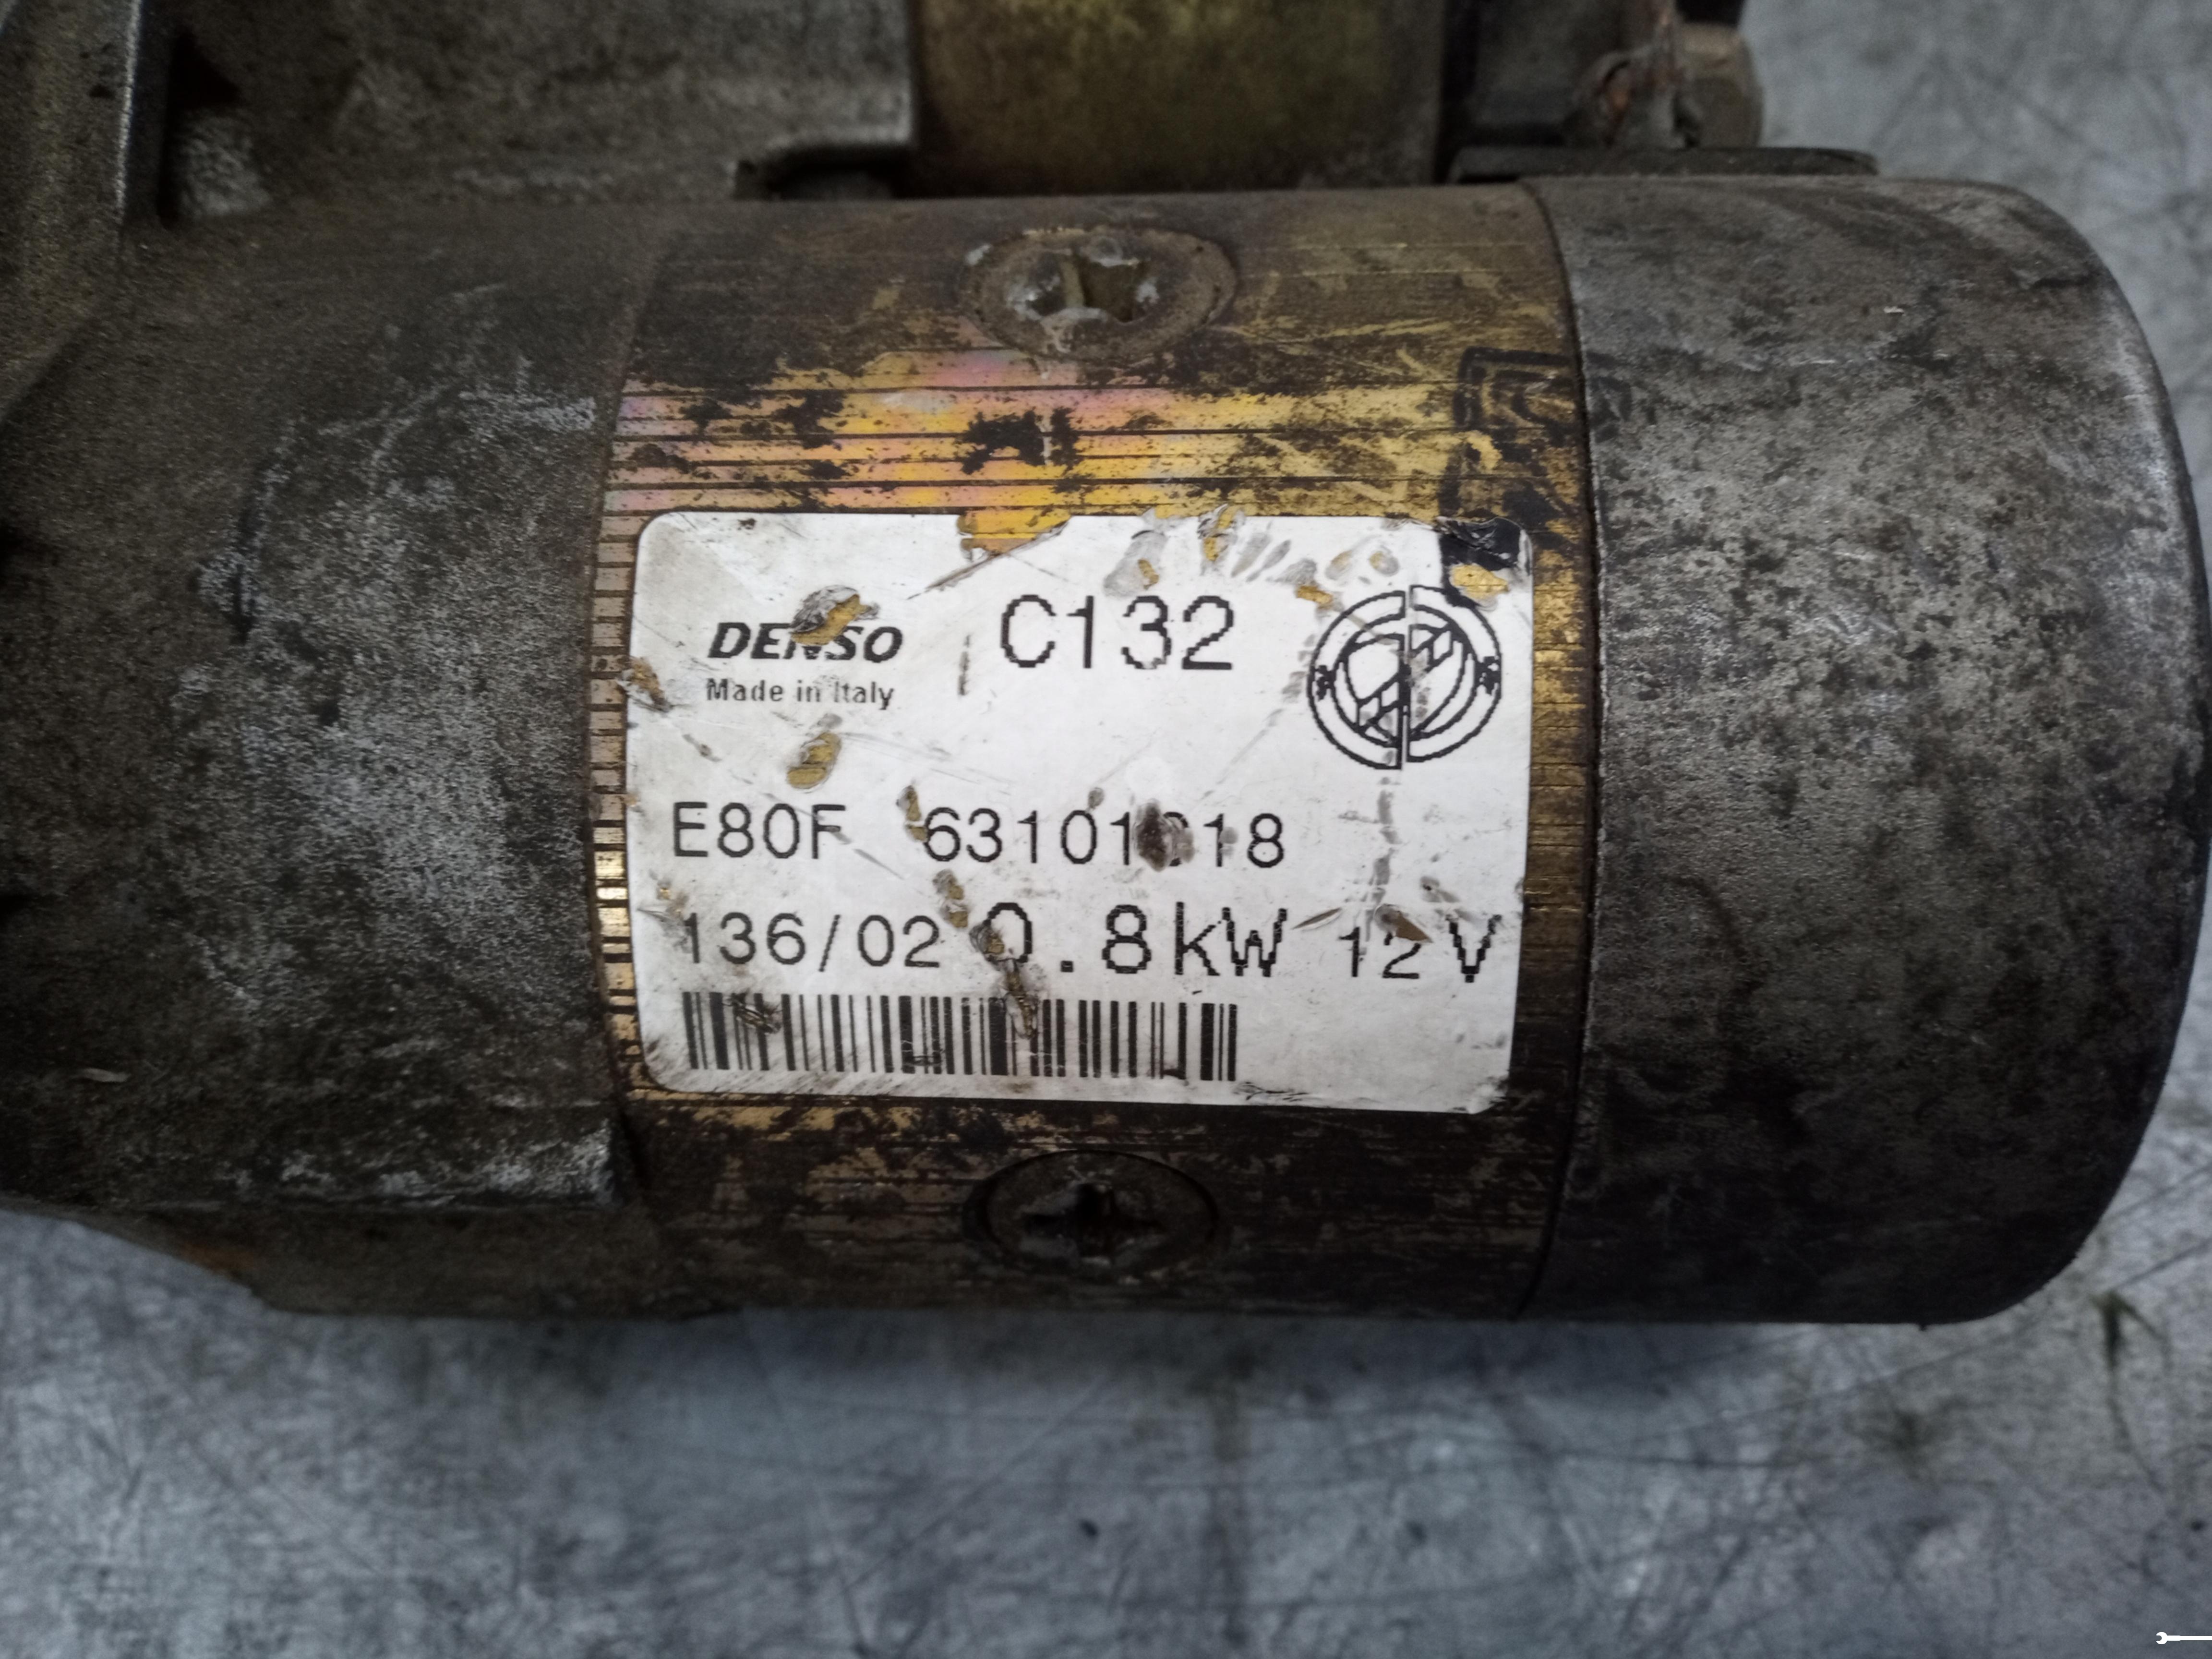 DENSO C132
Made in Italy
E80F
136/02 0.8kW 12V